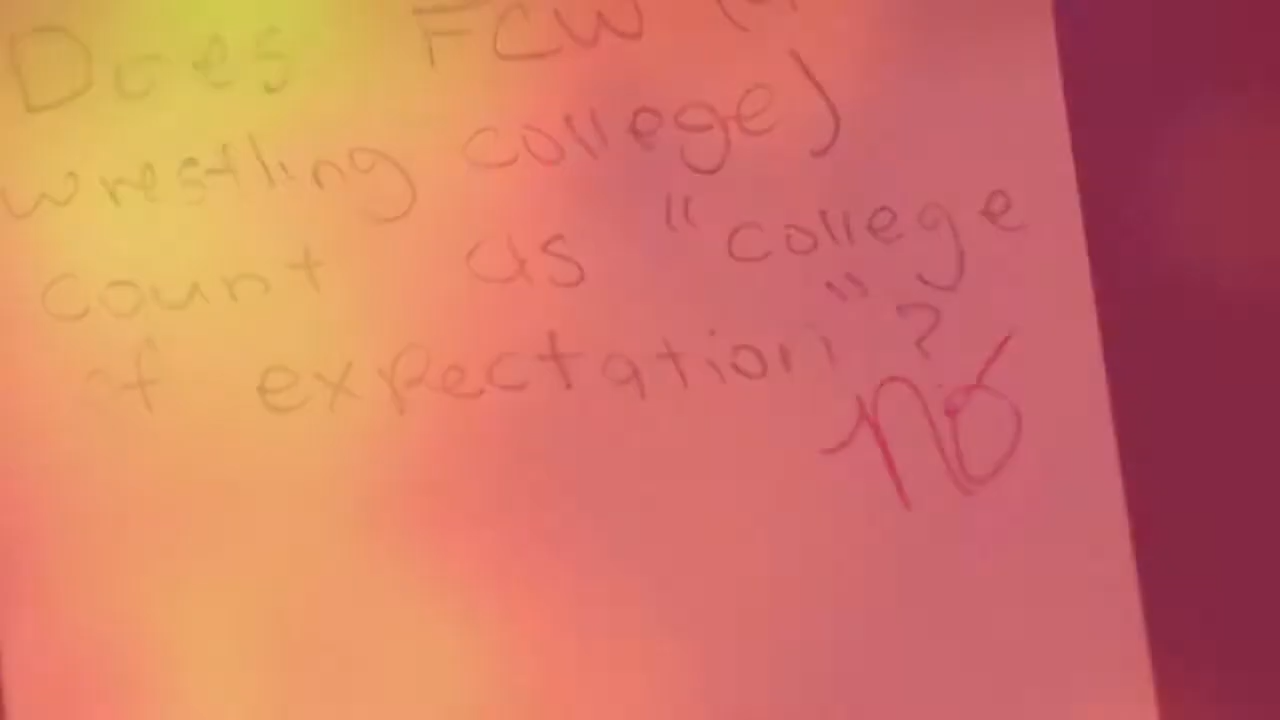 Does FCW (
wrestling college)
count as "college
of expectation"?
no